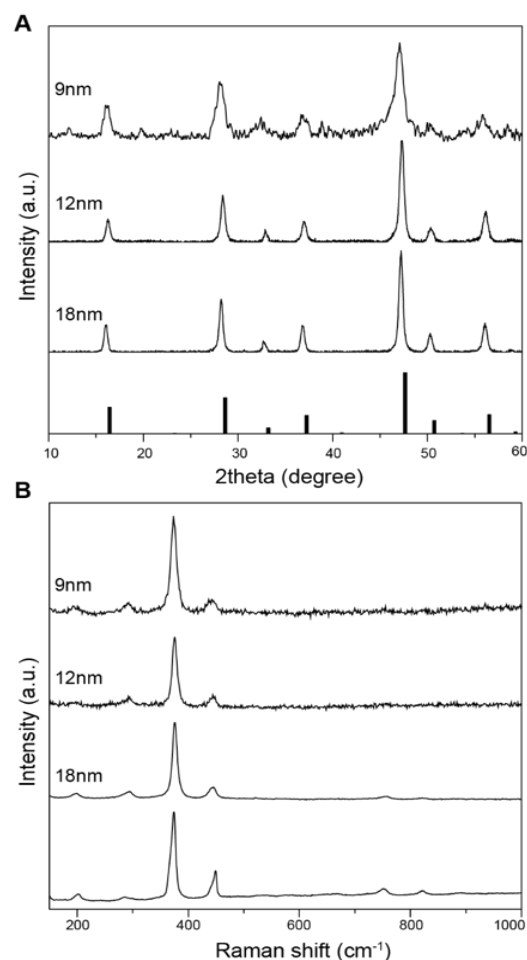 A
9nm
12nm
18nm
Intensity (a.u.)
10 20 30 40 50 60
2theta (degree)
B
9nm
12nm
18nm
Intensity (a.u.)
200 400 600 800 1000
Raman shift (cm⁻¹)